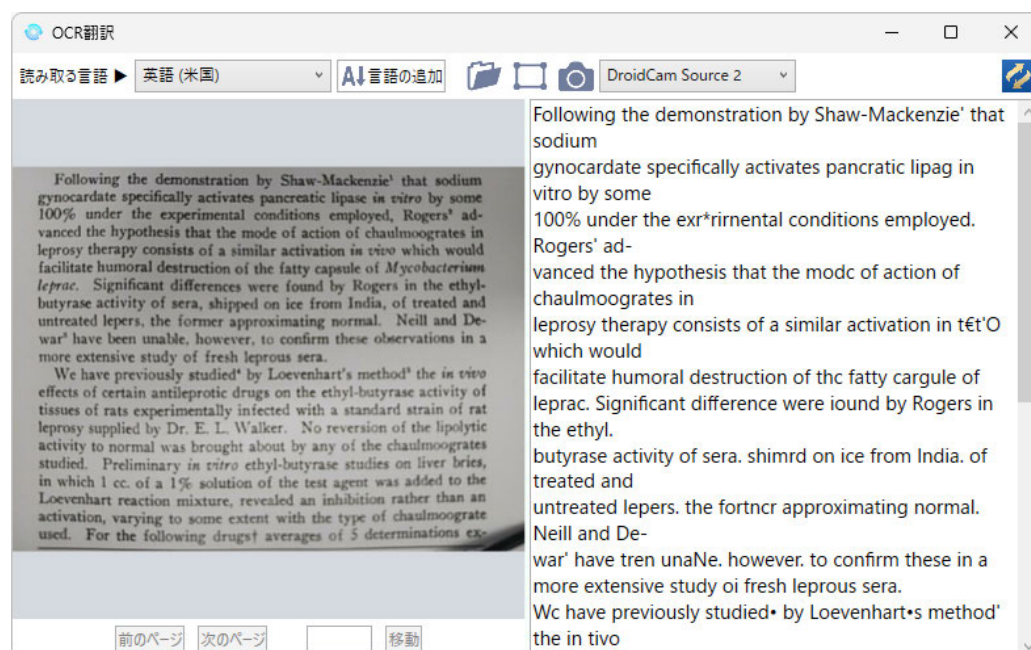 OCR翻訳
読み取る言語 ▶
英語 (米国)
A↓言語の追加
DroidCam Source 2
Following the demonstration by Shaw-Mackenzie¹ that sodium
gynocardate specifically activates pancreatic lipase in vitro by some
100% under the experimental conditions employed, Rogers² ad-
vanced the hypothesis that the mode of action of chaulmoogrates in
leprosy therapy consists of a similar activation in vivo which would
facilitate humoral destruction of the fatty capsule of Mycobacterium
leprae. Significant differences were found by Rogers in the ethyl-
butyrase activity of sera, shipped on ice from India, of treated and
untreated lepers, the former approximating normal. Neill and De-
war³ have been unable, however, to confirm these observations in a
more extensive study of fresh leprous sera.
We have previously studied⁴ by Loevenhart's method⁵ the in vivo
effects of certain antileprotic drugs on the ethyl-butyrase activity of
tissues of rats experimentally infected with a standard strain of rat
leprosy supplied by Dr. E. L. Walker. No reversion of the lipolytic
activity to normal was brought about by any of the chaulmoogrates
studied. Preliminary in vitro ethyl-butyrase studies on liver bries,
in which 1 cc. of a 1% solution of the test agent was added to the
Loevenhart reaction mixture, revealed an inhibition rather than an
activation, varying to some extent with the type of chaulmoograte
used. For the following drugs† averages of 5 determinations ex-
前のページ
次のページ
移動
Following the demonstration by Shaw-Mackenzie' that
sodium
gynocardate specifically activates pancratic lipag in
vitro by some
100% under the exr*rirnental conditions employed.
Rogers' ad-
vanced the hypothesis that the modc of action of
chaulmoogrates in
leprosy therapy consists of a similar activation in t€t'O
which would
facilitate humoral destruction of thc fatty cargule of
leprac. Significant difference were iound by Rogers in
the ethyl.
butyrase activity of sera. shimrd on ice from India. of
treated and
untreated lepers. the fortncr approximating normal.
Neill and De-
war' have tren unaNe. however. to confirm these in a
more extensive study oi fresh leprous sera.
Wc have previously studied• by Loevenhart•s method'
the in tivo